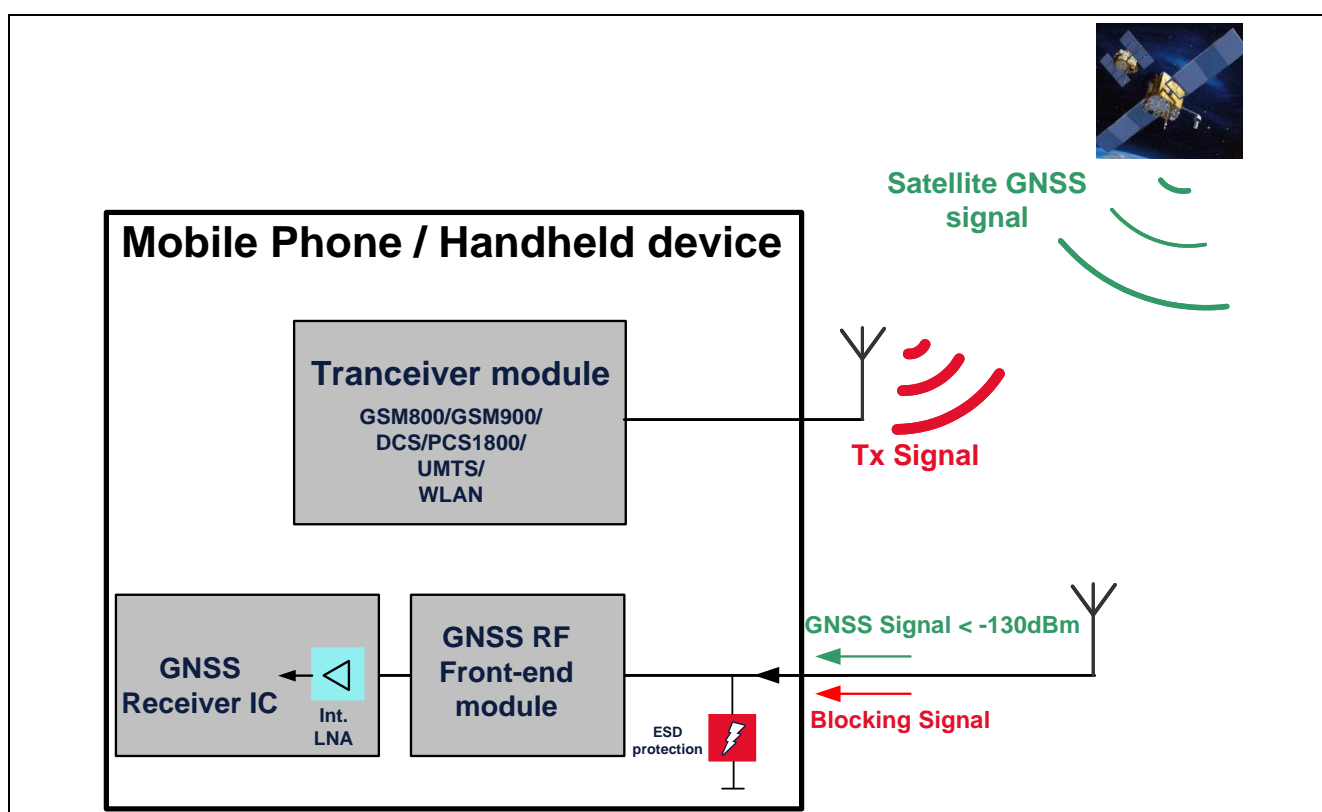 Satellite GNSS
signal
Mobile Phone / Handheld device
Tranceiver module
GSM800/GSM900/
DCS/PCS1800/
UMTS/
WLAN
Tx Signal
GNSS Signal < -130dBm
Blocking Signal
GNSS RF
Front-end
module
GNSS
Receiver IC
Int.
LNA
ESD
protection